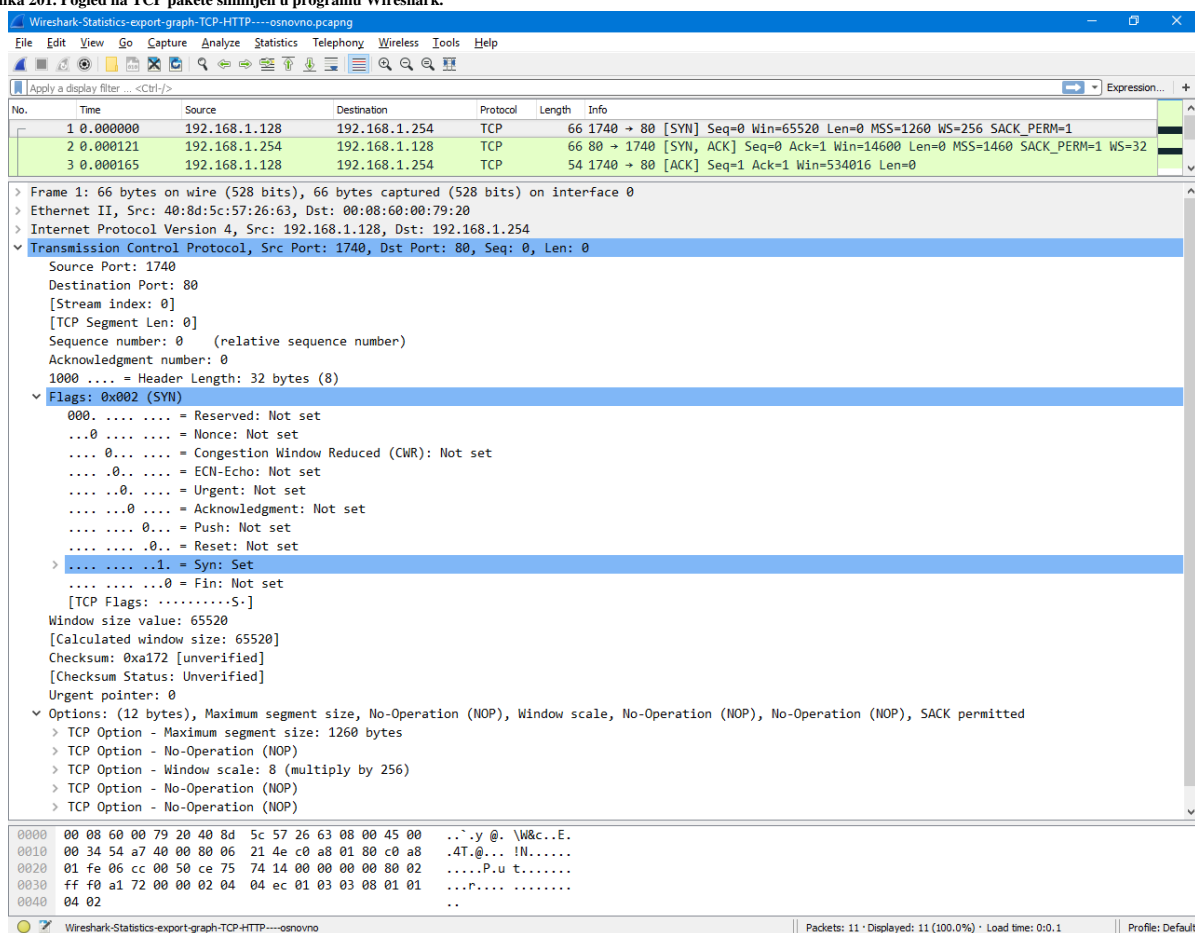 201. Pogled na TCP pakete snimljen u programu Wireshark.
Wireshark-Statistics-export-graph-TCP-HTTP----osnovno.pcapng
File Edit View Go Capture Analyze Statistics Telephony Wireless Tools Help
Apply a display filter ... <Ctrl-/> Expression... +
No. Time Source Destination Protocol Length Info
1 0.000000 192.168.1.128 192.168.1.254 TCP 66 1740 → 80 [SYN] Seq=0 Win=65520 Len=0 MSS=1260 WS=256 SACK_PERM=1
2 0.000121 192.168.1.254 192.168.1.128 TCP 66 80 → 1740 [SYN, ACK] Seq=0 Ack=1 Win=14600 Len=0 MSS=1460 SACK_PERM=1 WS=32
3 0.000165 192.168.1.128 192.168.1.254 TCP 54 1740 → 80 [ACK] Seq=1 Ack=1 Win=534016 Len=0
> Frame 1: 66 bytes on wire (528 bits), 66 bytes captured (528 bits) on interface 0
> Ethernet II, Src: 40:8d:5c:57:26:63, Dst: 00:08:60:00:79:20
> Internet Protocol Version 4, Src: 192.168.1.128, Dst: 192.168.1.254
Transmission Control Protocol, Src Port: 1740, Dst Port: 80, Seq: 0, Len: 0
Source Port: 1740
Destination Port: 80
[Stream index: 0]
[TCP Segment Len: 0]
Sequence number: 0 (relative sequence number)
Acknowledgment number: 0
1000 .... = Header Length: 32 bytes (8)
Flags: 0x002 (SYN)
000. .... .... = Reserved: Not set
...0 .... .... = Nonce: Not set
.... 0... .... = Congestion Window Reduced (CWR): Not set
.... .0.. .... = ECN-Echo: Not set
.... ..0. .... = Urgent: Not set
.... ...0 .... = Acknowledgment: Not set
.... .... 0... = Push: Not set
.... .... .0.. = Reset: Not set
> .... .... ..1. = Syn: Set
.... .... ...0 = Fin: Not set
[TCP Flags: ··········S·]
Window size value: 65520
[Calculated window size: 65520]
Checksum: 0xa172 [unverified]
[Checksum Status: Unverified]
Urgent pointer: 0
Options: (12 bytes), Maximum segment size, No-Operation (NOP), Window scale, No-Operation (NOP), No-Operation (NOP), SACK permitted
> TCP Option - Maximum segment size: 1260 bytes
> TCP Option - No-Operation (NOP)
> TCP Option - Window scale: 8 (multiply by 256)
> TCP Option - No-Operation (NOP)
> TCP Option - No-Operation (NOP)
0000 00 08 60 00 79 20 40 8d 5c 57 26 63 08 00 45 00 ..`.y @. \W&c..E.
0010 00 34 54 a7 40 00 80 06 21 4e c0 a8 01 80 c0 a8 .4T.@... !N......
0020 01 fe 06 cc 00 50 ce 75 74 14 00 00 00 00 80 02 .....P.u t.......
0030 ff f0 a1 72 00 00 02 04 04 ec 01 03 03 08 01 01 ...r.... ........
0040 04 02 ..
Wireshark-Statistics-export-graph-TCP-HTTP----osnovno Packets: 11 · Displayed: 11 (100.0%) · Load time: 0:0.1 Profile: Default